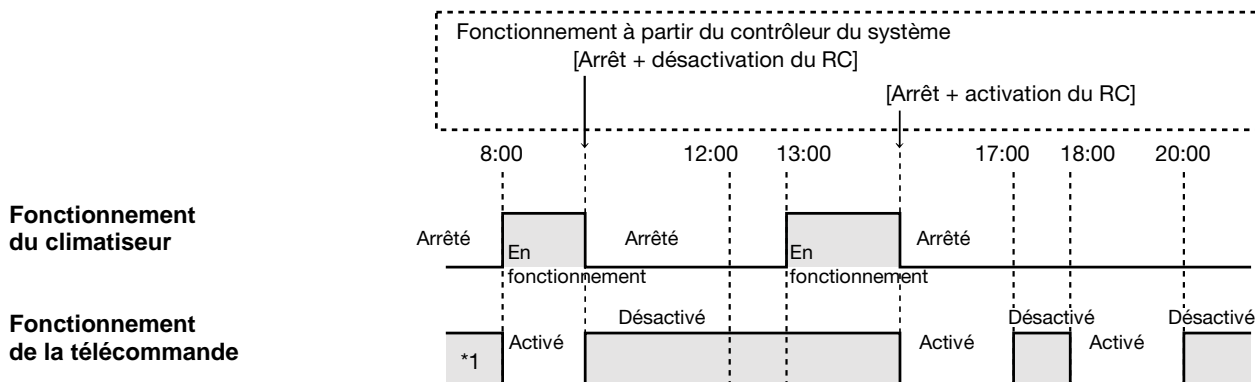 Fonctionnement à partir du contrôleur du système
[Arrêt + désactivation du RC]
[Arrêt + activation du RC]
8:00 12:00 13:00 17:00 18:00 20:00
Fonctionnement
du climatiseur
Arrêté
En
fonctionnement
Arrêté
En
fonctionnement
Arrêté
Fonctionnement
de la télécommande
*1
Activé
Désactivé
Activé
Désactivé
Activé
Désactivé